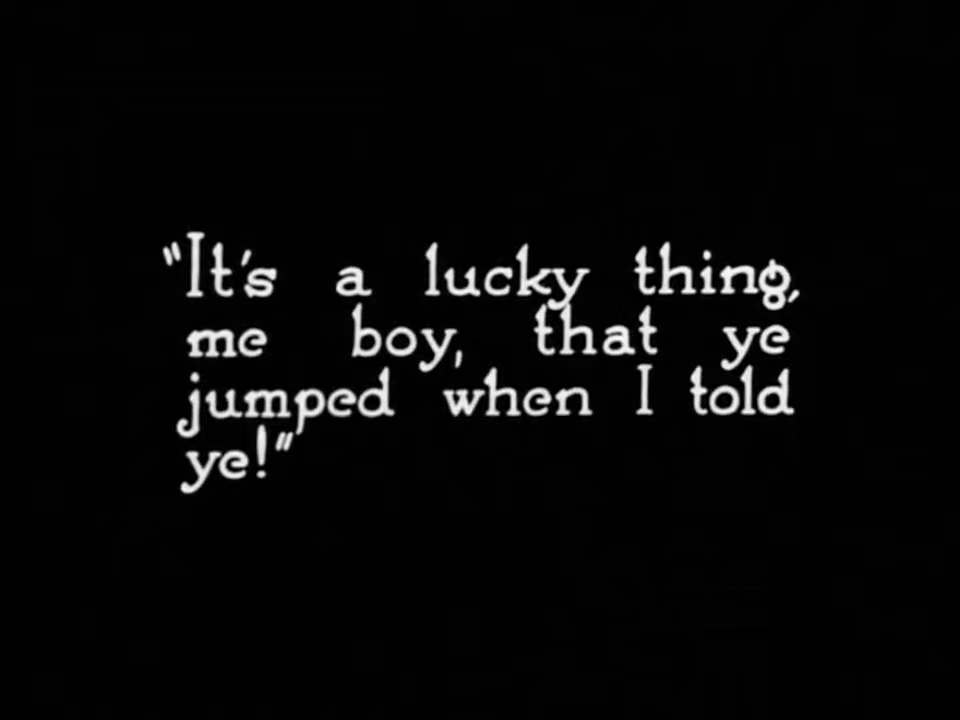 "It's a lucky thing,
me boy, that ye
jumped when I told
ye!"